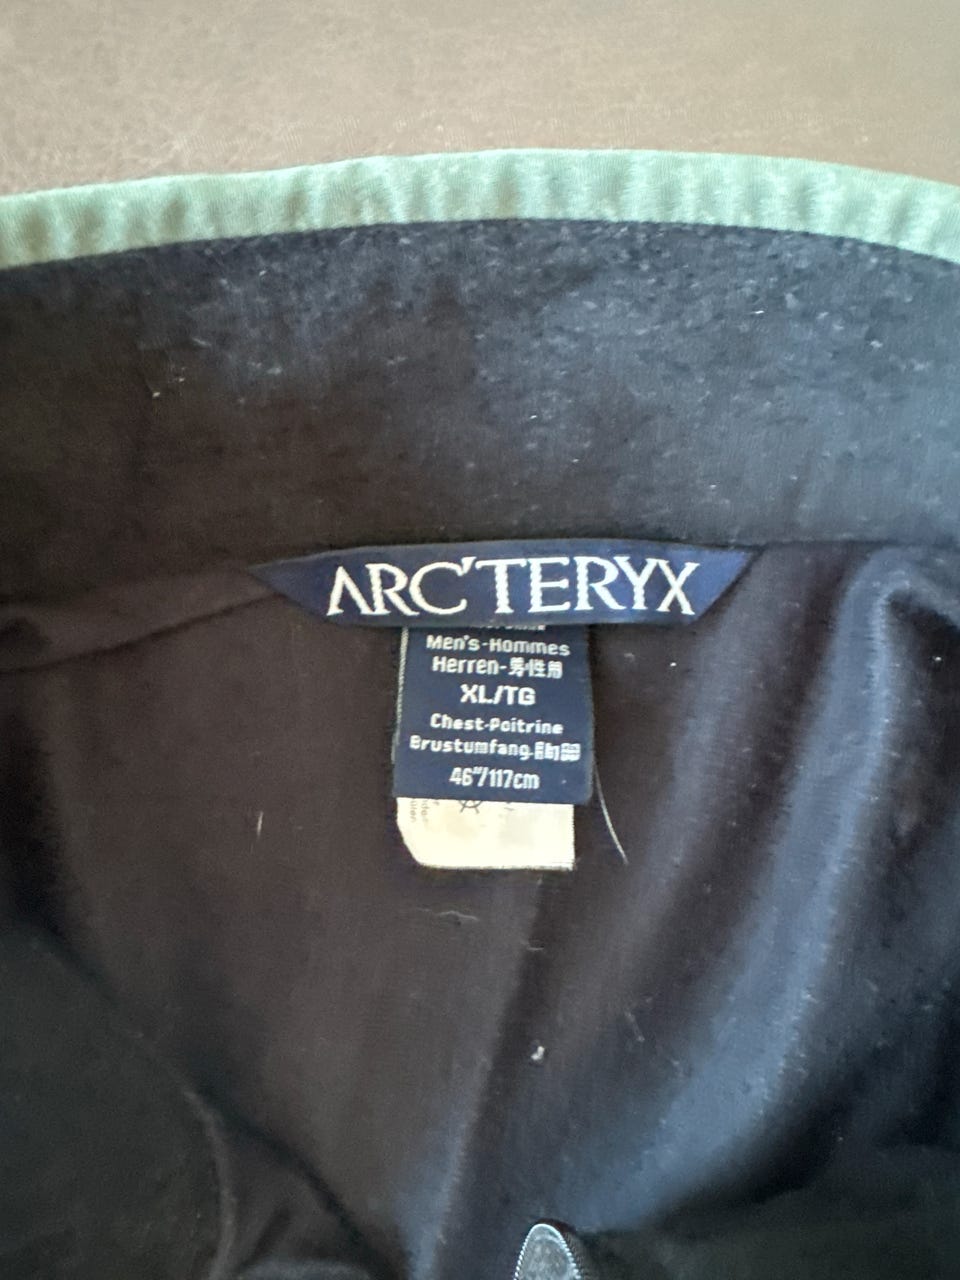 ARC'TERYX
Men's-Hommes
Herren-男性用
XL/TG
Chest-Poitrine
Brustumfang-胸囲
46"/117cm